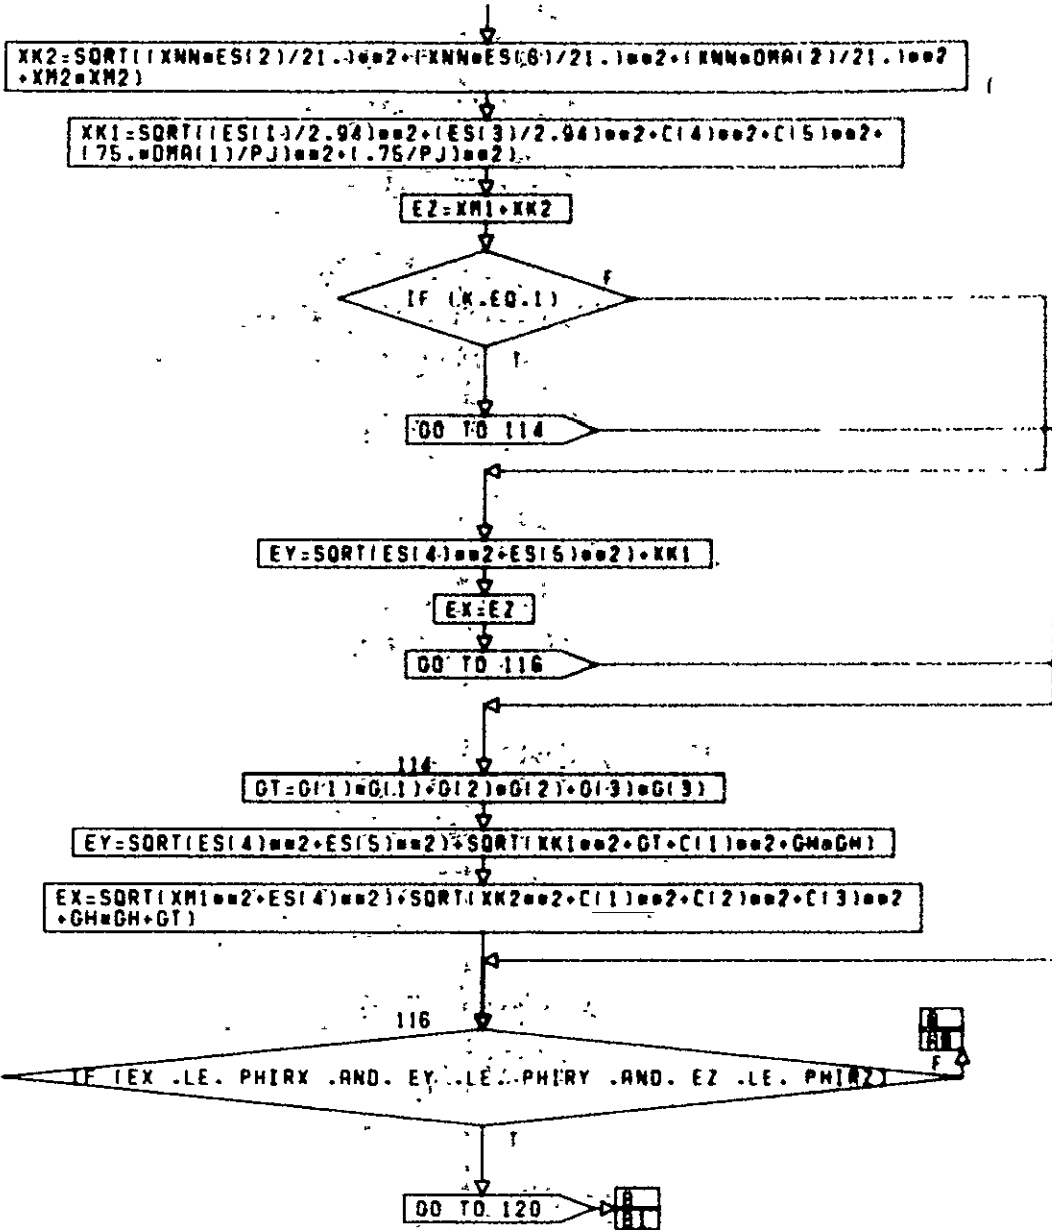 XK2=SQRT((XNN*ES(2)/21.)**2+(XNN*ES(6)/21.)**2+(XNN*DMA(2)/21.)**2
+XM2*XM2)
XK1=SQRT((ES(1)/2.94)**2+(ES(3)/2.94)**2+C(4)**2+C(5)**2+
(75.*DMA(1)/PJ)**2+(.75/PJ)**2)
EZ=XM1+XK2
F
IF (K.EQ.1)
T
GO TO 114
EY=SQRT(ES(4)**2+ES(5)**2)+XK1
EX=EZ
GO TO 116
114
GT=G(1)*G(1)+G(2)*G(2)+G(3)*G(3)
EY=SQRT(ES(4)**2+ES(5)**2)+SQRT(XK1**2+GT+C(1)**2+GH*GH)
EX=SQRT(XM1**2+ES(4)**2)+SQRT(XK2**2+C(1)**2+C(2)**2+C(3)**2
+GH*GH+GT)
116
F
IF (EX .LE. PHIRX .AND. EY .LE. PHIRY .AND. EZ .LE. PHIRZ)
T
GO TO 120